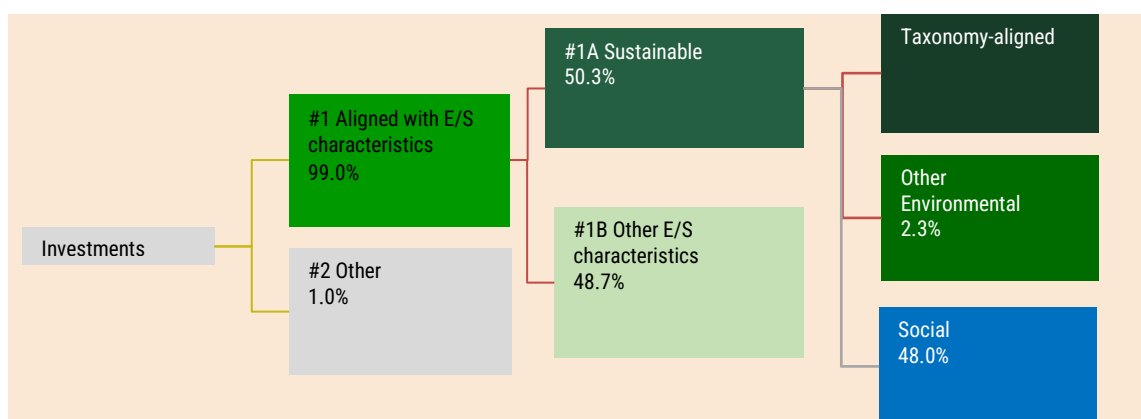 Investments
#1 Aligned with E/S
characteristics
99.0%
#2 Other
1.0%
#1A Sustainable
50.3%
#1B Other E/S
characteristics
48.7%
Taxonomy-aligned
Other
Environmental
2.3%
Social
48.0%